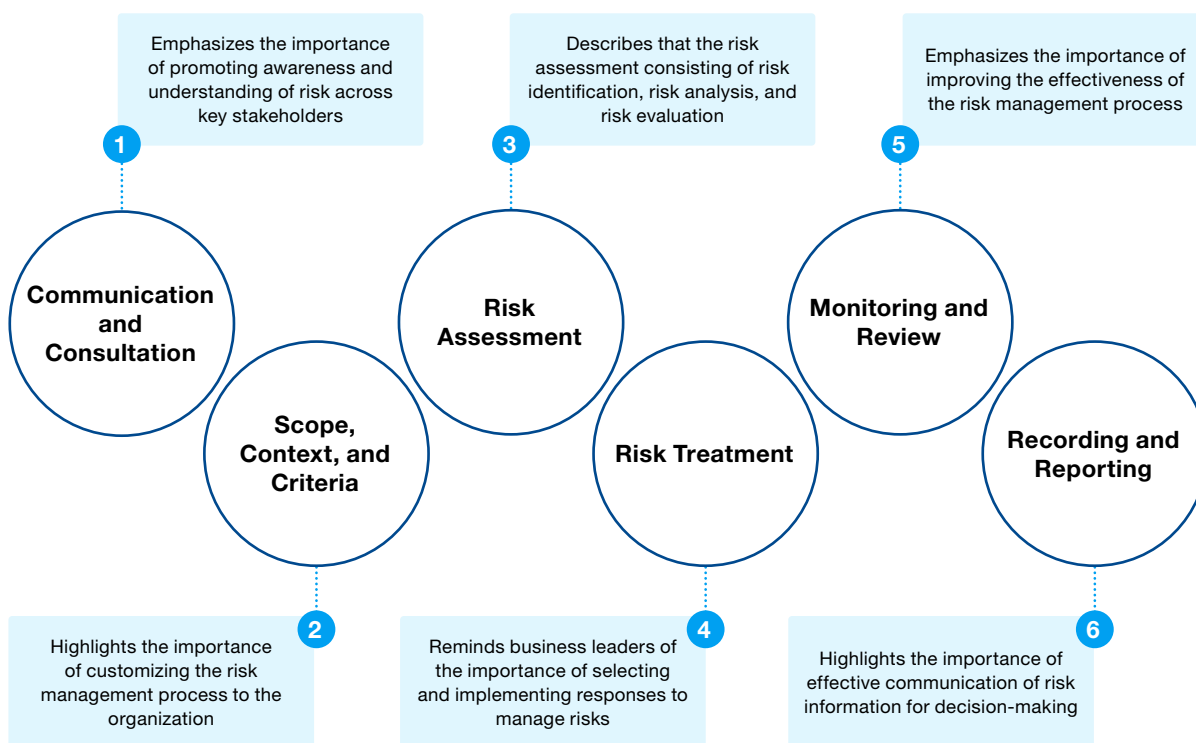 Emphasizes the importance
of promoting awareness and
understanding of risk across
key stakeholders
1
Communication
and
Consultation
Scope,
Context, and
Criteria
2
Highlights the importance
of customizing the risk
management process to the
organization
Describes that the risk
assessment consisting of risk
identification, risk analysis, and
risk evaluation
3
Risk
Assessment
Risk Treatment
4
Reminds business leaders of
the importance of selecting
and implementing responses to
manage risks
Emphasizes the importance of
improving the effectiveness of
the risk management process
5
Monitoring and
Review
Recording and
Reporting
6
Highlights the importance of
effective communication of risk
information for decision-making